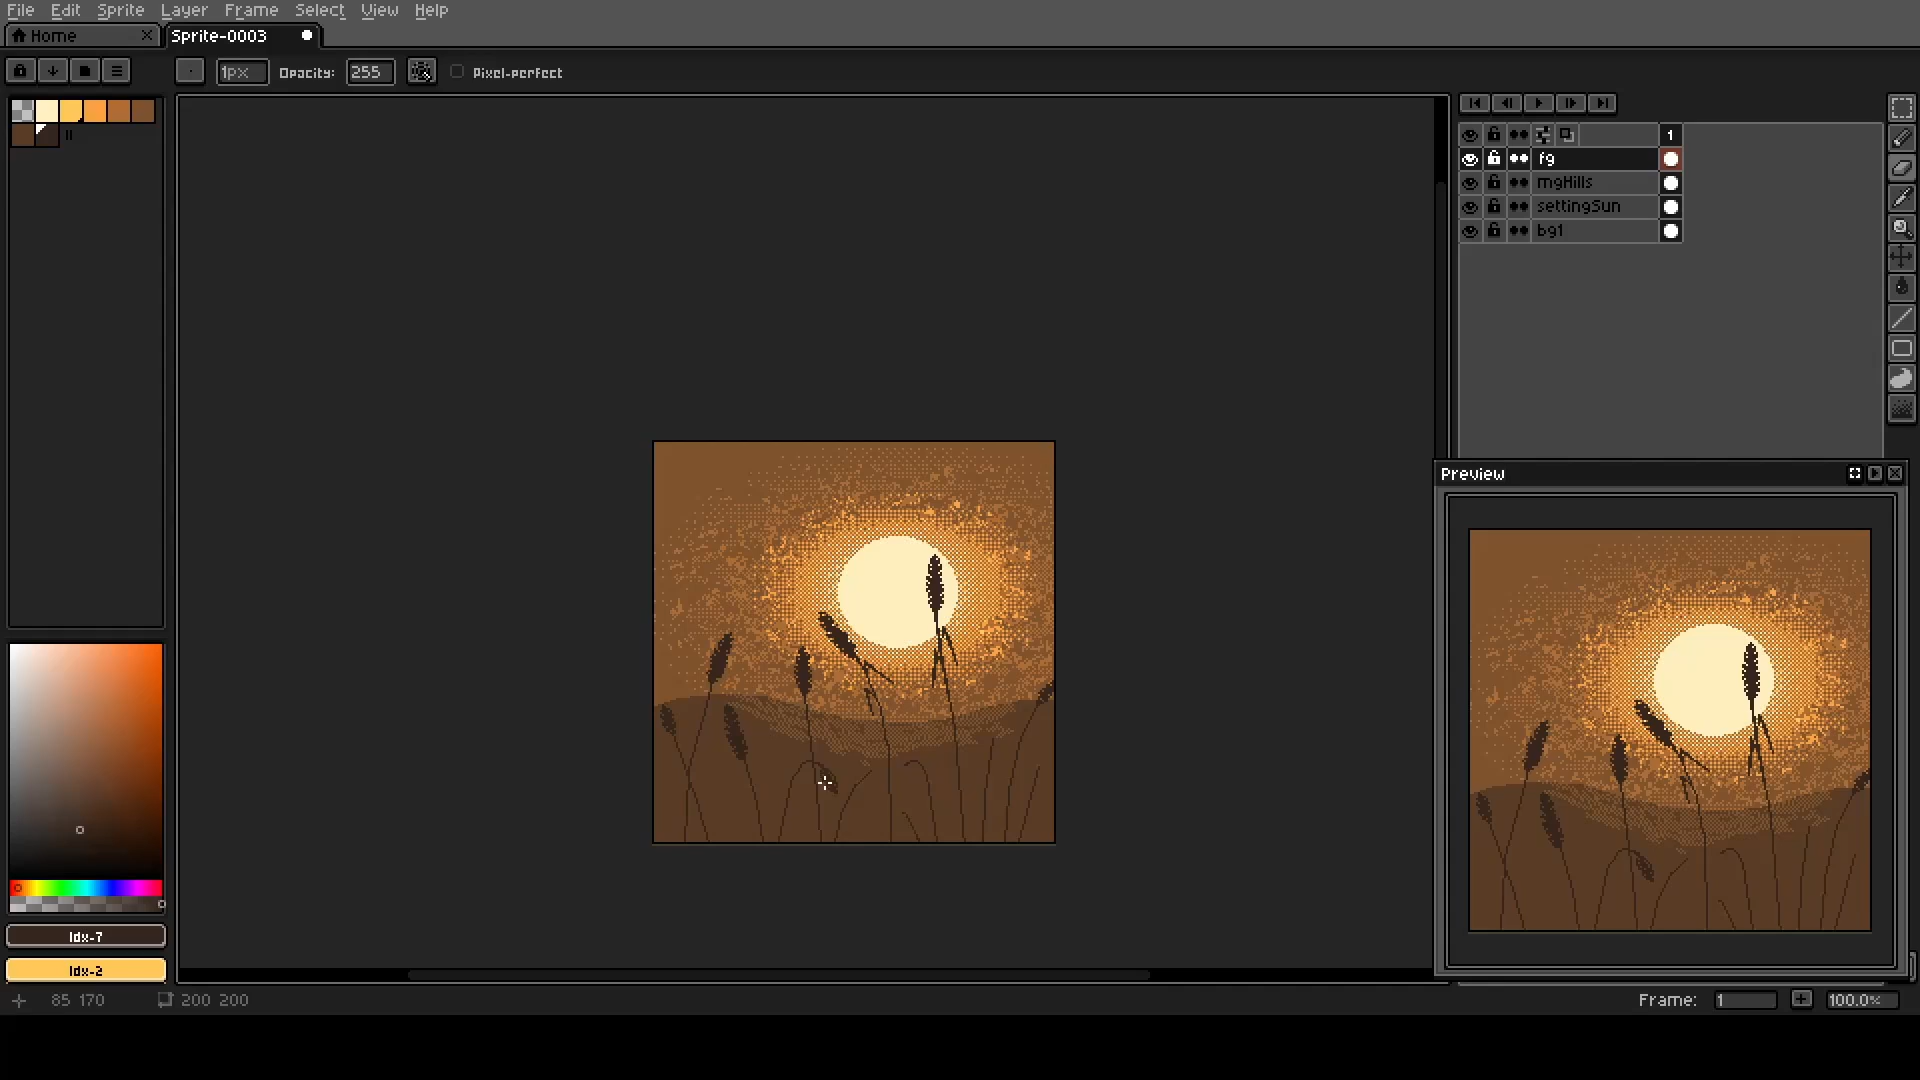 File Edit Sprite Layer Frame Select View Help
Home Sprite-0003
1px Opacity: 255 Pixel-perfect
1
fg
mgHills
settingSun
bg1
Preview
Idx-7
Idx-2
85 170 200 200 Frame: 1 100.0%